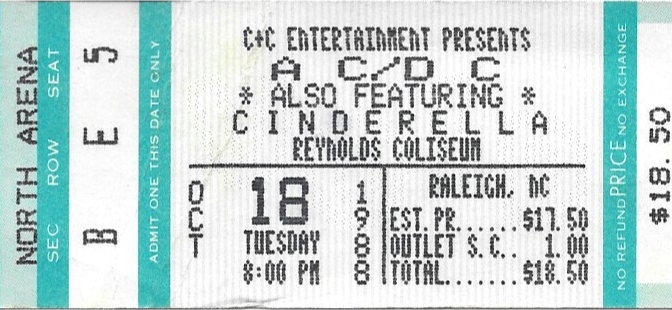 NORTH ARENA
SEC ROW SEAT
B E 5
ADMIT ONE THIS DATE ONLY
C+C ENTERTAINMENT PRESENTS
A C/D C
* ALSO FEATURING *
CINDERELLA
REYNOLDS COLISEUM
OCT 18 1988
TUESDAY
8:00 PM
RALEIGH, NC
EST.PR......$17.50
OUTLET S.C.. 1.00
TOTAL.......$18.50
NO REFUND PRICE NO EXCHANGE
$18.50